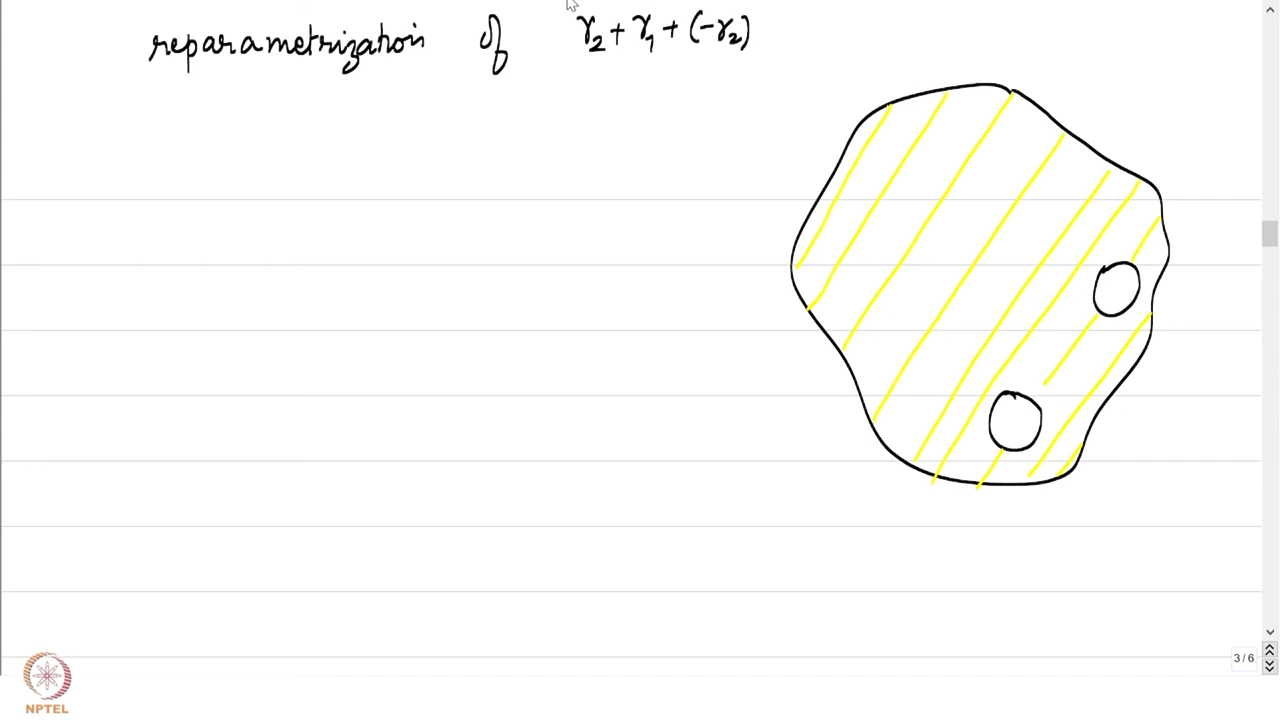 reparametrization of γ₂ + γ₁ + (-γ₂)
3 / 6
NPTEL